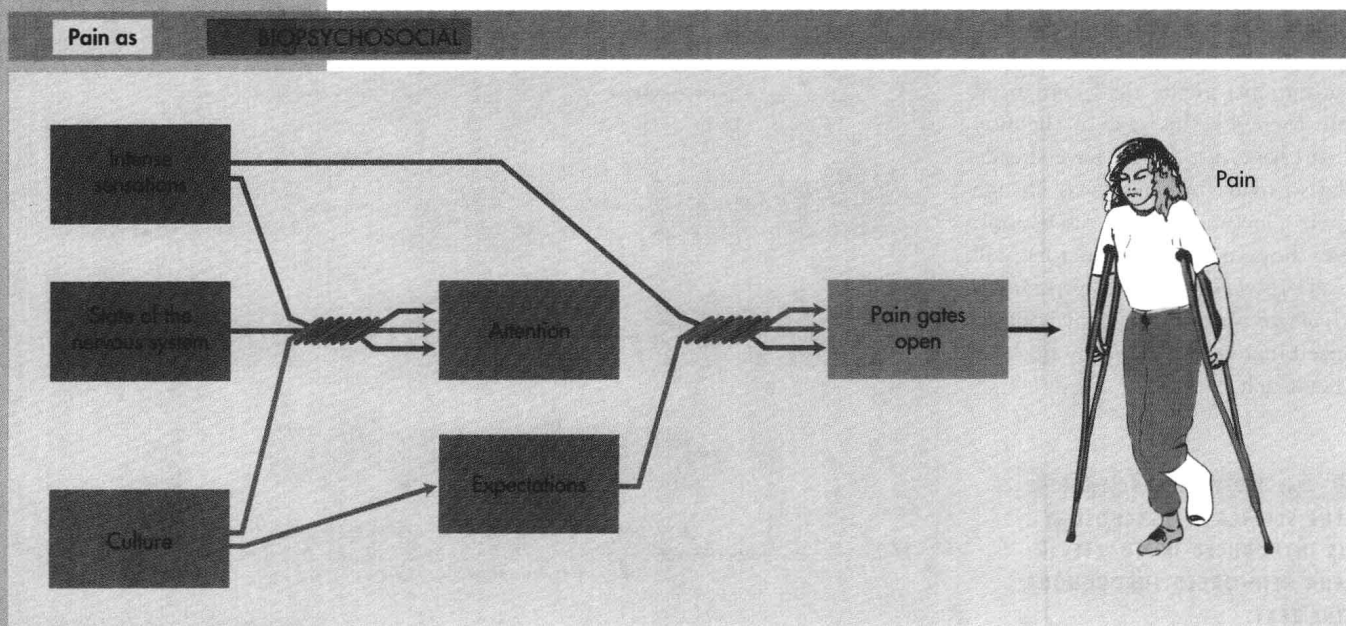 Pain as BIOPSYCHOSOCIAL
Intense
sensations
Pain
State of the
nervous system
Attention
Pain gates
open
Expectations
Culture